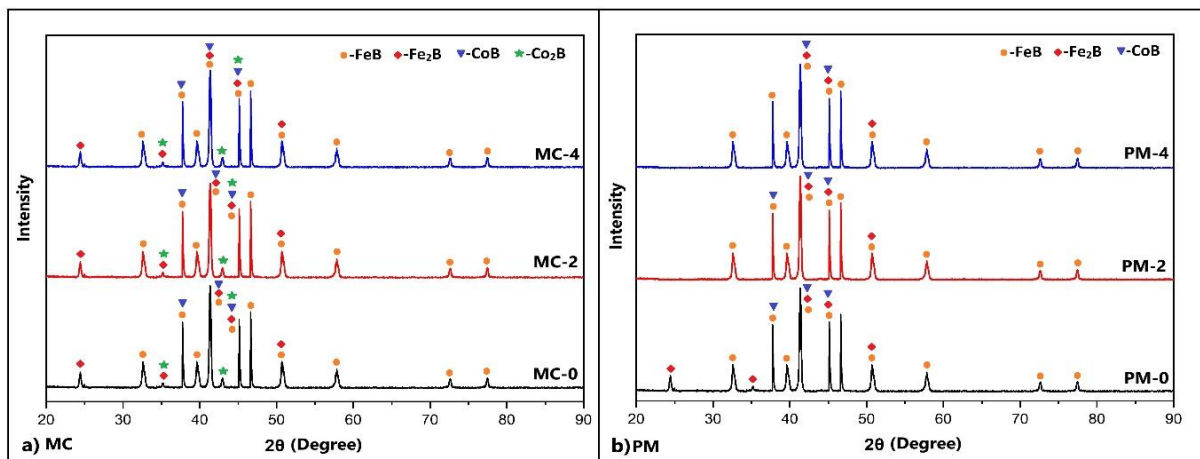 -FeB -Fe₂B -CoB -Co₂B
MC-4
MC-2
MC-0
Intensity
20 30 40 50 60 70 80 90
2θ (Degree)
a) MC
-FeB -Fe₂B -CoB
PM-4
PM-2
PM-0
Intensity
20 30 40 50 60 70 80 90
2θ (Degree)
b) PM